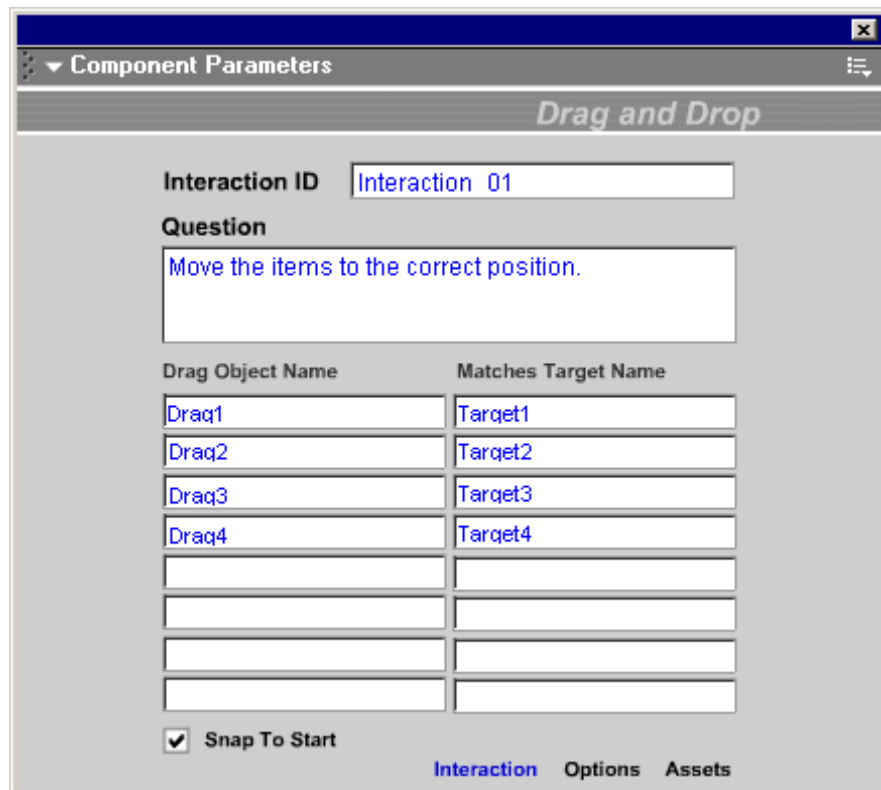 Component Parameters
Drag and Drop
Interaction ID Interaction 01
Question
Move the items to the correct position.
Drag Object Name Matches Target Name
Drag1 Target1
Drag2 Target2
Drag3 Target3
Drag4 Target4
Snap To Start
Interaction Options Assets